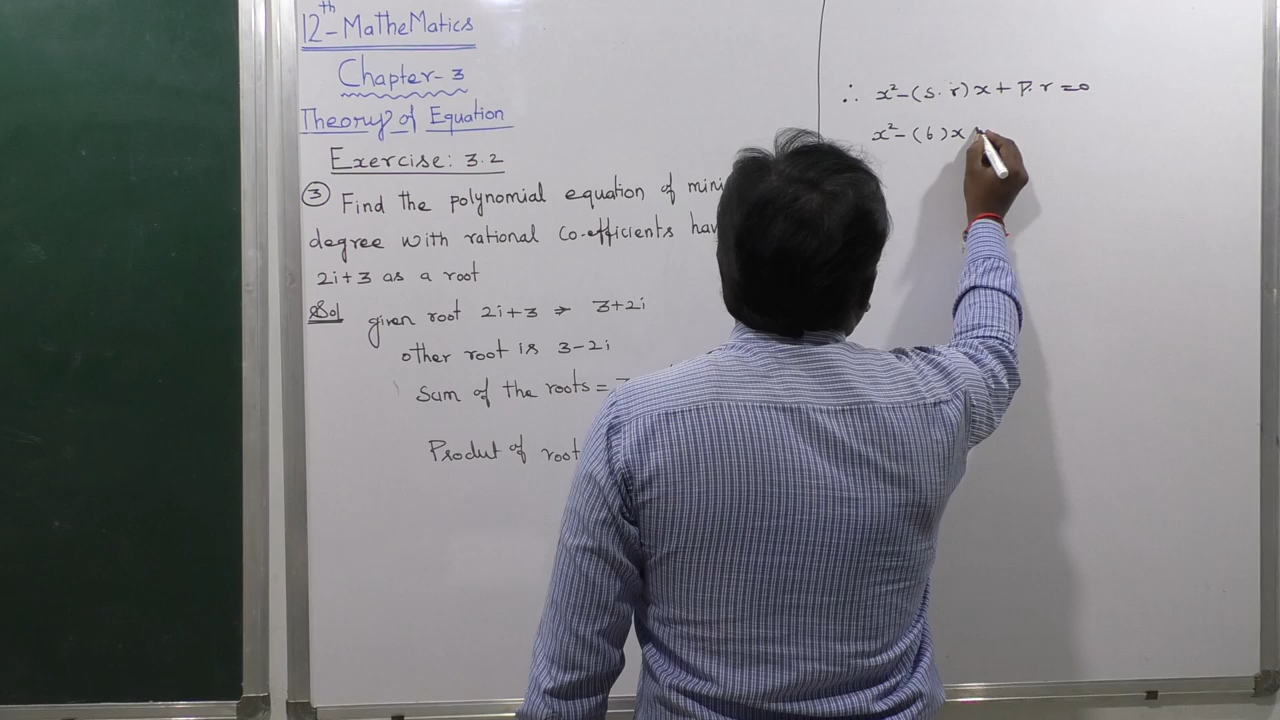 12th - MatheMatics
Chapter - 3
Theory of Equation
Exercise: 3.2
③ Find the polynomial equation of
degree with rational co-efficients
2i+3 as a root
Sol given root 2i+3 ⇒ 3+2i
other root is 3-2i
Sum of the roots =
Produt of root
∴ x²-(S.r)x+P.r=0
x²-(6)x